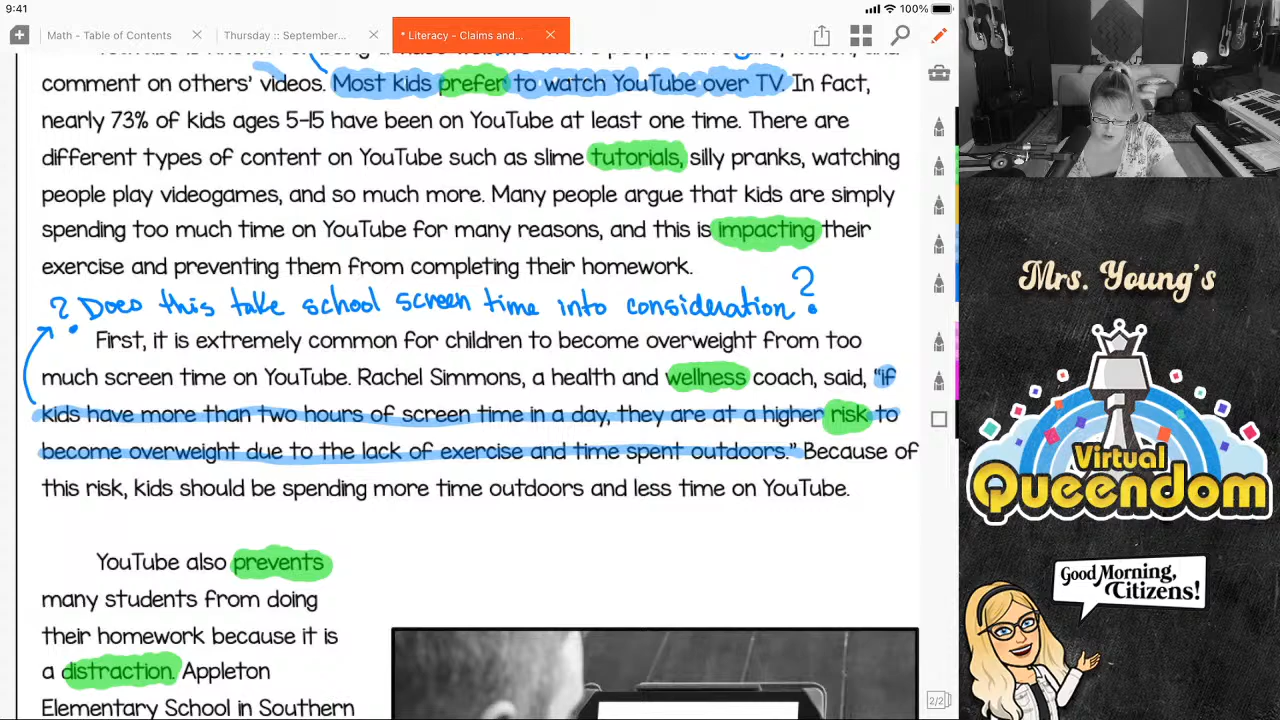 9:41
100%
Math - Table of Contents
Thursday :: September...
* Literacy - Claims and...
comment on others' videos. Most kids prefer to watch YouTube over TV. In fact,
nearly 73% of kids ages 5-15 have been on YouTube at least one time. There are
different types of content on YouTube such as slime tutorials, silly pranks, watching
people play videogames, and so much more. Many people argue that kids are simply
spending too much time on YouTube for many reasons, and this is impacting their
exercise and preventing them from completing their homework.
? Does this take school screen time into consideration?
First, it is extremely common for children to become overweight from too
much screen time on YouTube. Rachel Simmons, a health and wellness coach, said, "if
kids have more than two hours of screen time in a day, they are at a higher risk to
become overweight due to the lack of exercise and time spent outdoors." Because of
this risk, kids should be spending more time outdoors and less time on YouTube.
YouTube also prevents
many students from doing
their homework because it is
a distraction. Appleton
Elementary School in Southern
2/2
Mrs. Young's
Virtual
Queendom
Good Morning,
Citizens!